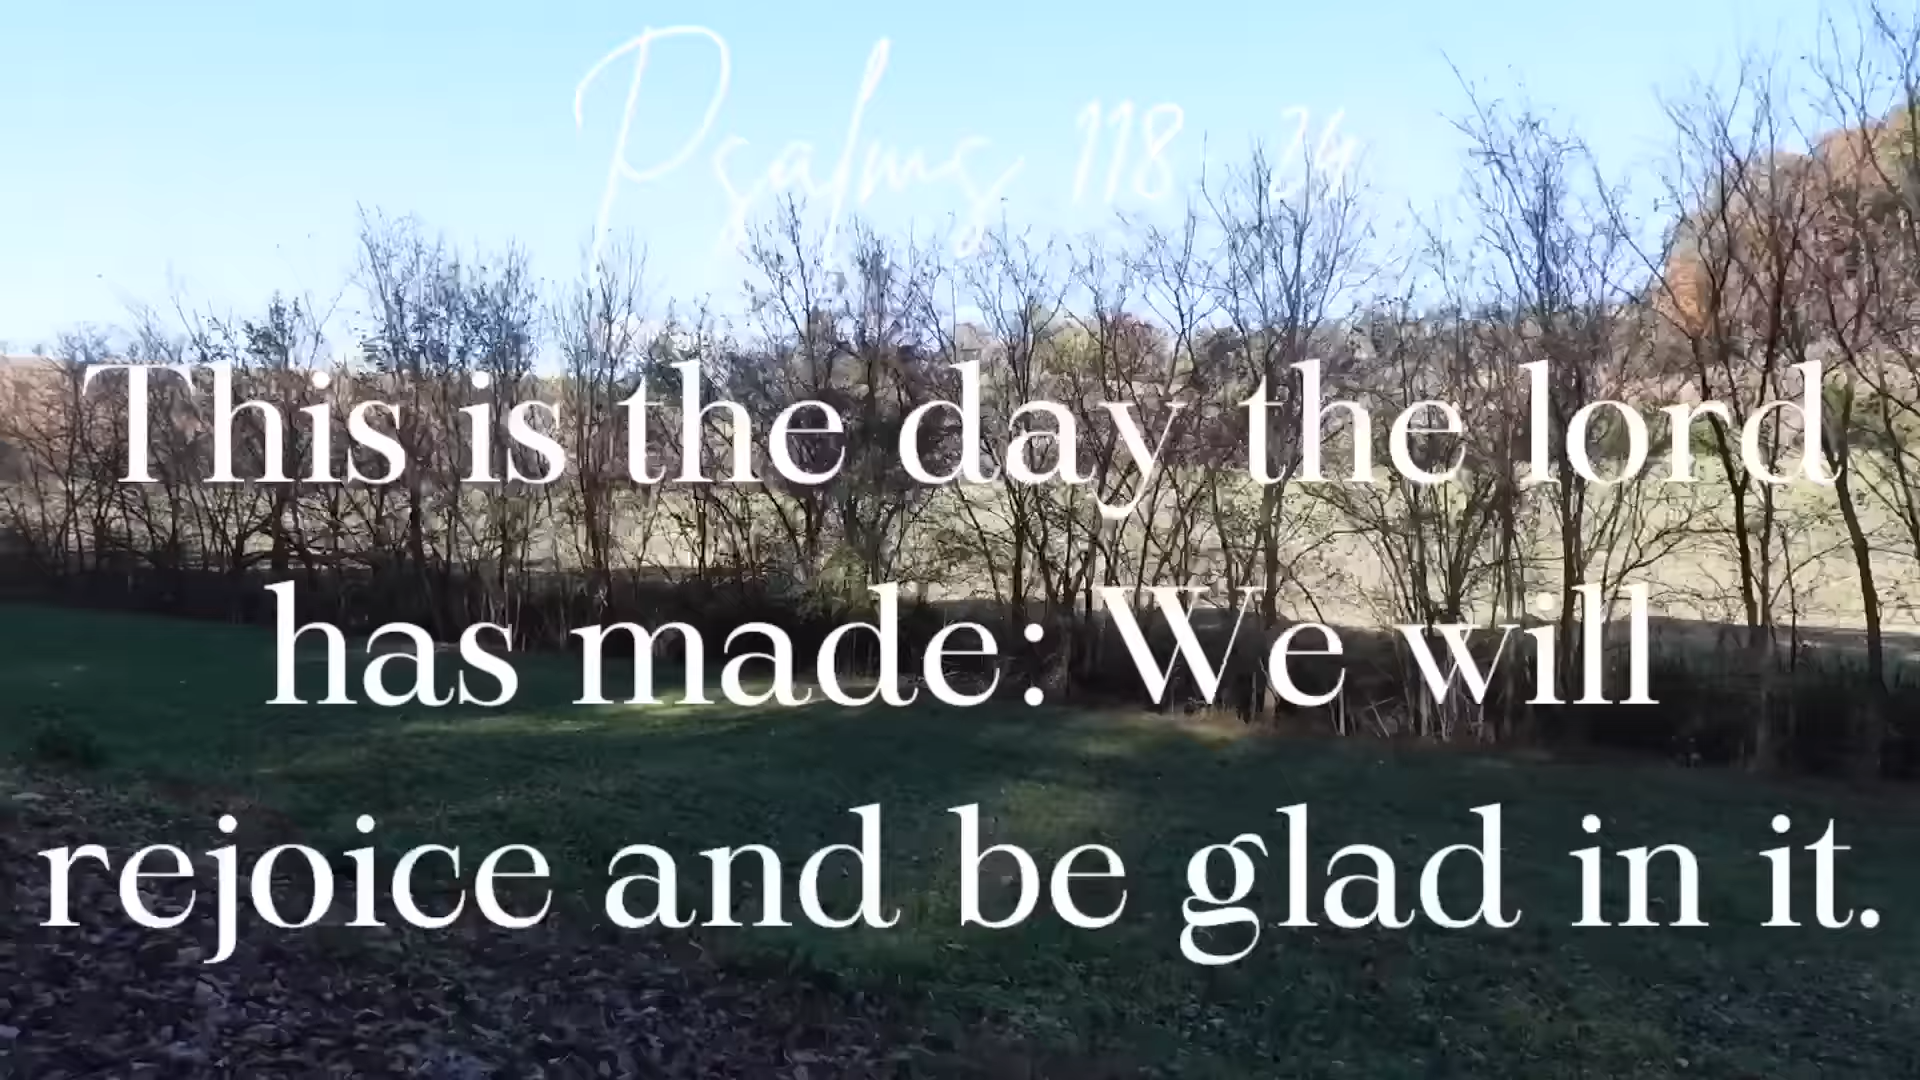 Psalms 118 24
This is the day the lord
has made: We will
rejoice and be glad in it.